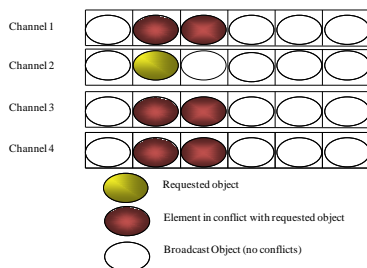 Channel 1
Channel 2
Channel 3
Channel 4
Requested object
Element in conflict with requested object
Broadcast Object (no conflicts)